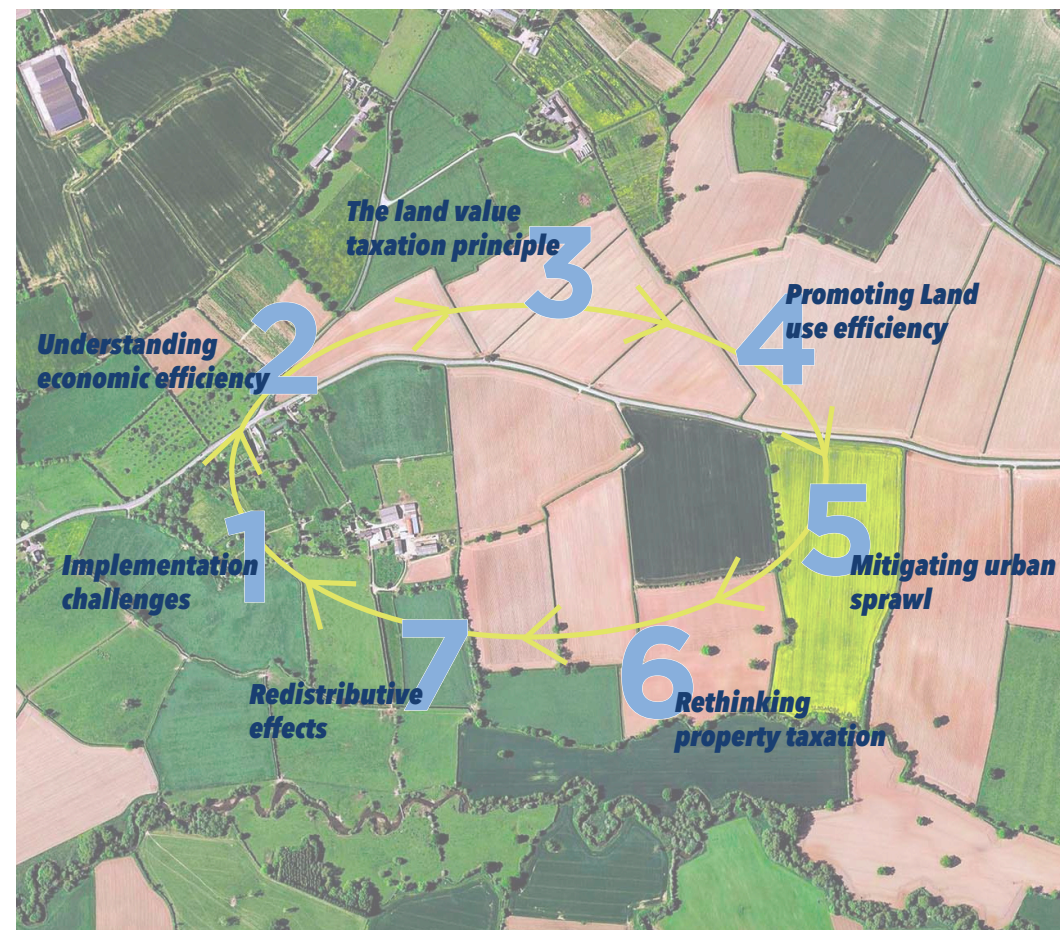 1
Implementation
challenges
2
Understanding
economic efficiency
3
The land value
taxation principle
4
Promoting Land
use efficiency
5
Mitigating urban
sprawl
6
Rethinking
property taxation
7
Redistributive
effects